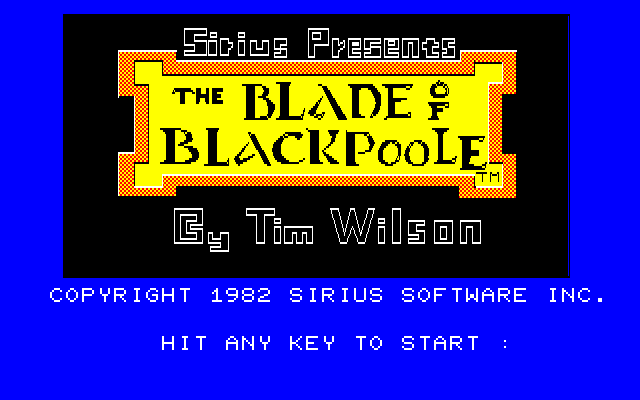 Sirius Presents
THE BLADE OF
BLACKPOOLE
TM
By Tim Wilson
COPYRIGHT 1982 SIRIUS SOFTWARE INC.
HIT ANY KEY TO START :